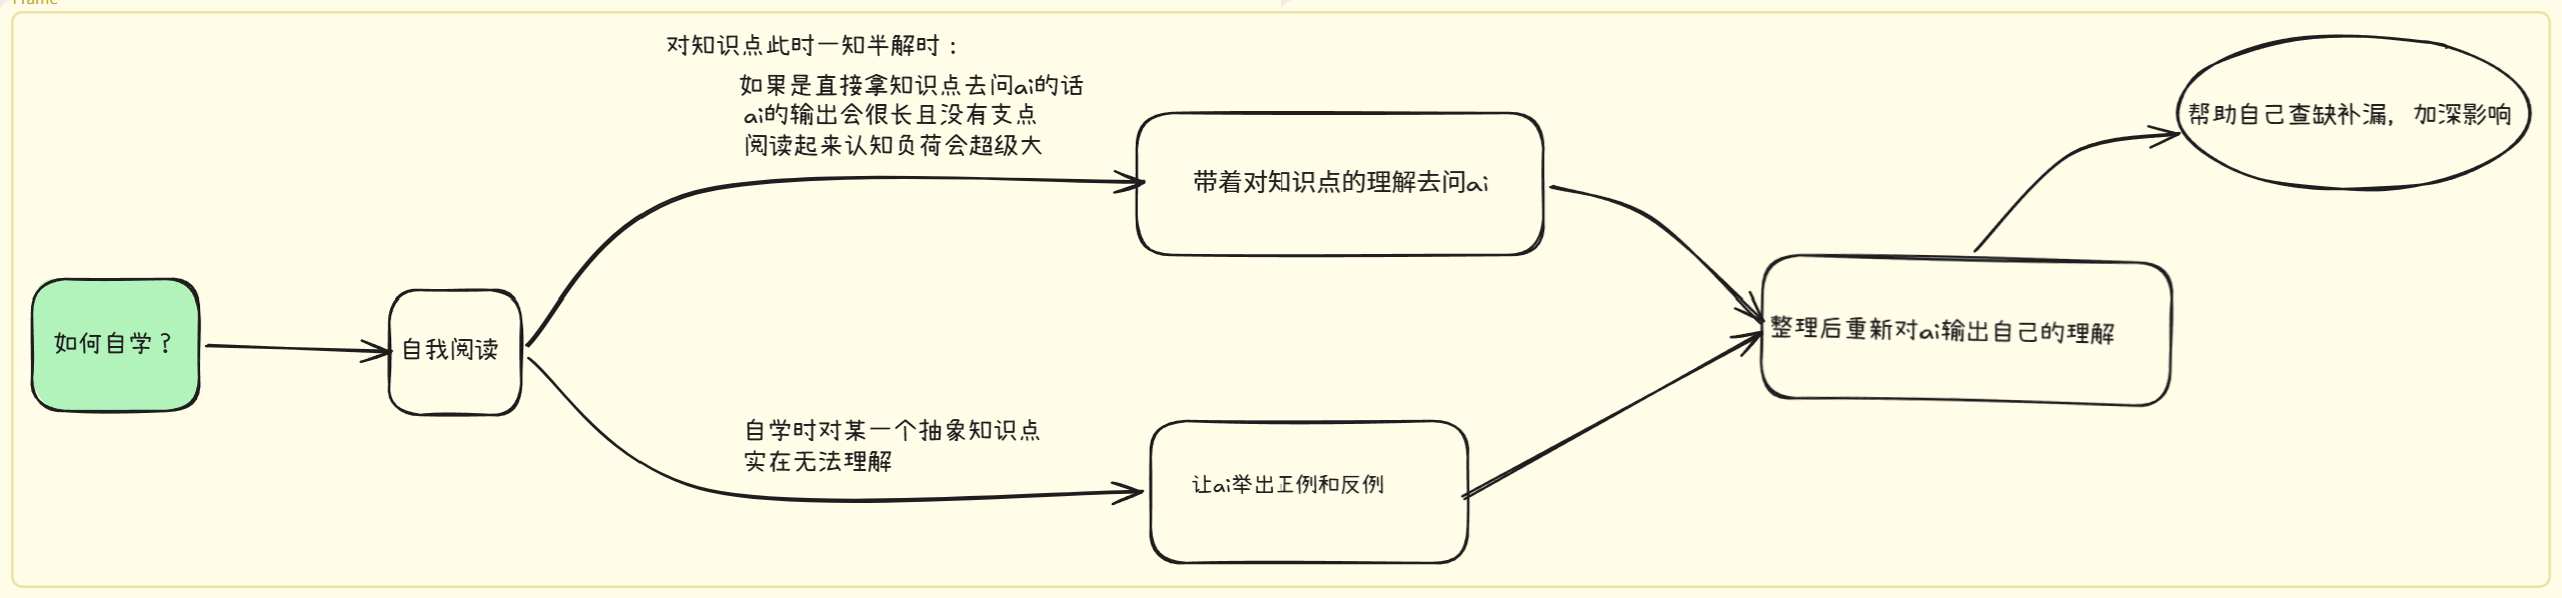 Frame
对知识点此时一知半解时：
如果是直接拿知识点去问ai的话
ai的输出会很长且没有支点
阅读起来认知负荷会超级大
带着对知识点的理解去问ai
帮助自己查缺补漏，加深影响
如何自学？
自我阅读
整理后重新对ai输出自己的理解
自学时对某一个抽象知识点
实在无法理解
让ai举出正例和反例